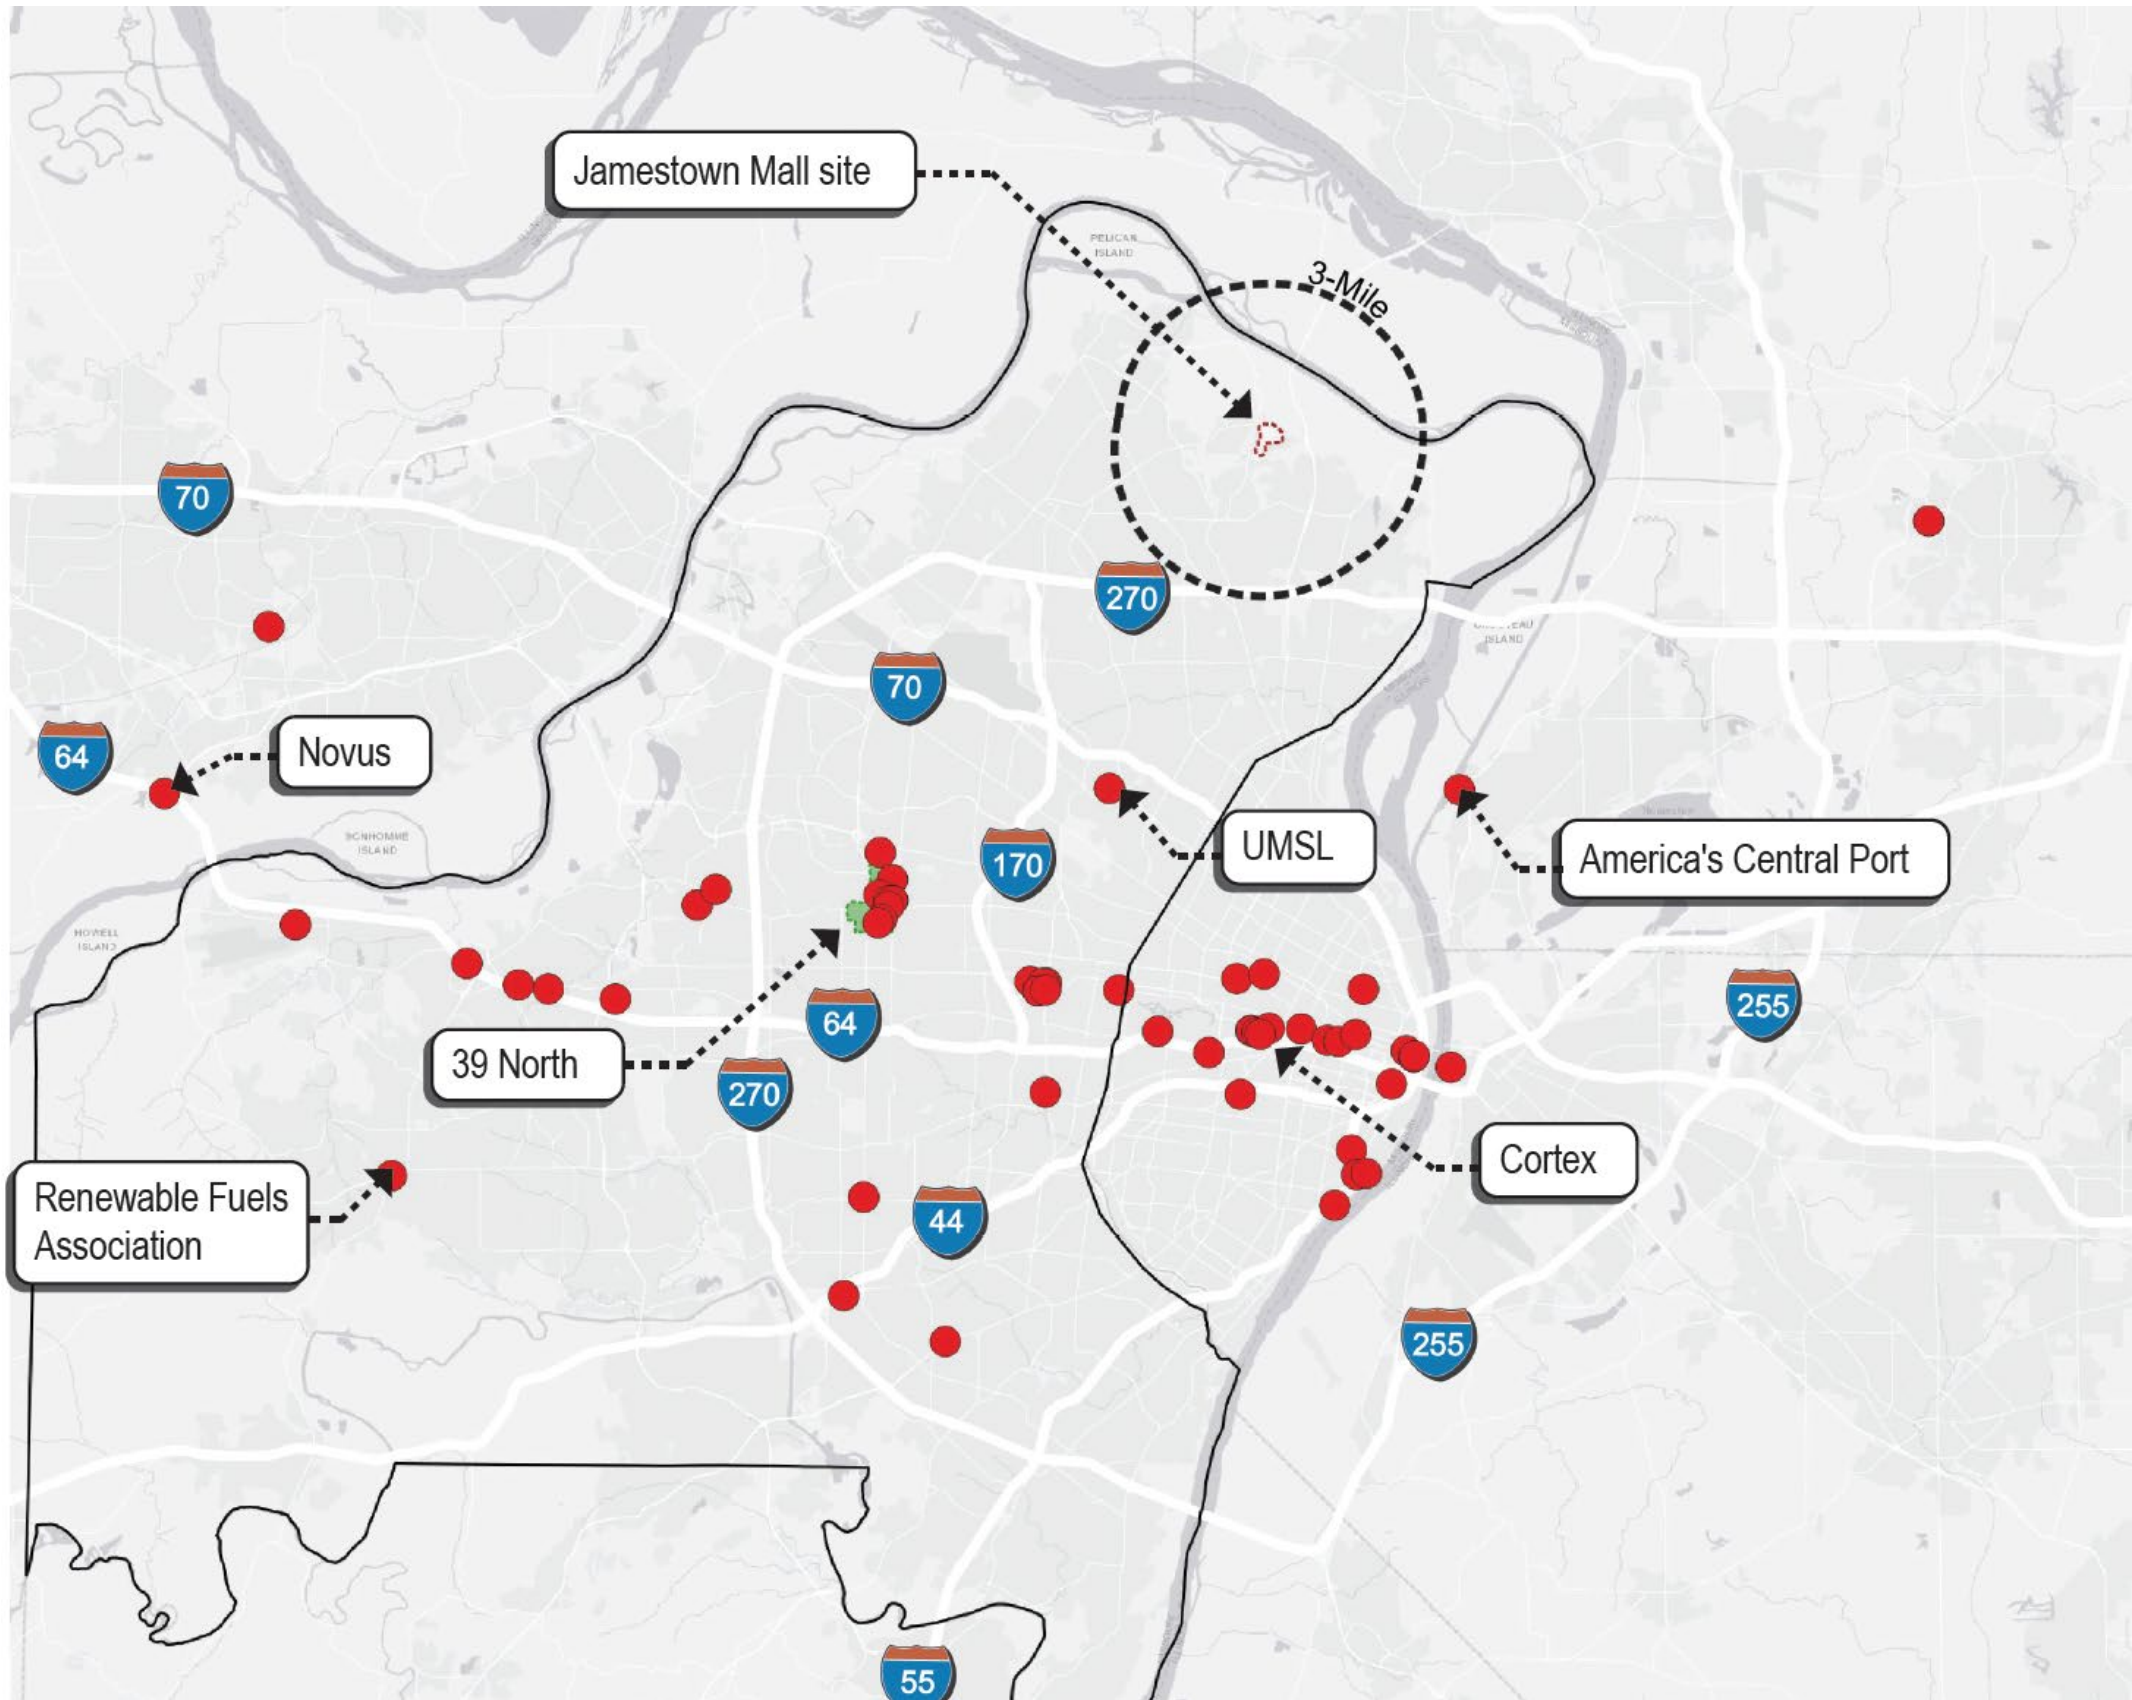 Jamestown Mall site
PELICAN
ISLAND
3-Mile
70
270
70
64
Novus
BONHOMME
ISLAND
UMSL
170
America's Central Port
ISLAND
HOWELL
ISLAND
39 North
64
255
270
Renewable Fuels
Association
44
Cortex
255
55